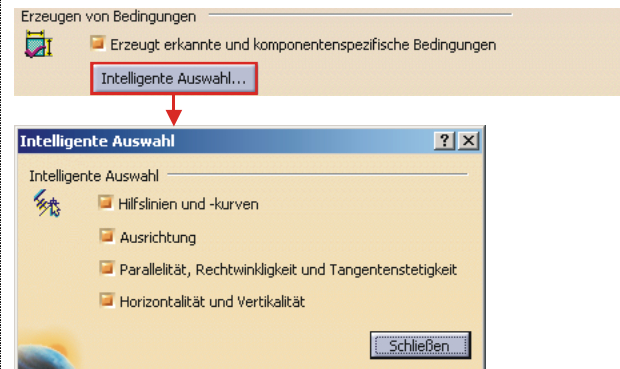 Erzeugen von Bedingungen
Erzeugt erkannte und komponentenspezifische Bedingungen
Intelligente Auswahl...
Intelligente Auswahl
Intelligente Auswahl
Hilfslinien und -kurven
Ausrichtung
Parallelität, Rechtwinkligkeit und Tangentenstetigkeit
Horizontalität und Vertikalität
Schließen